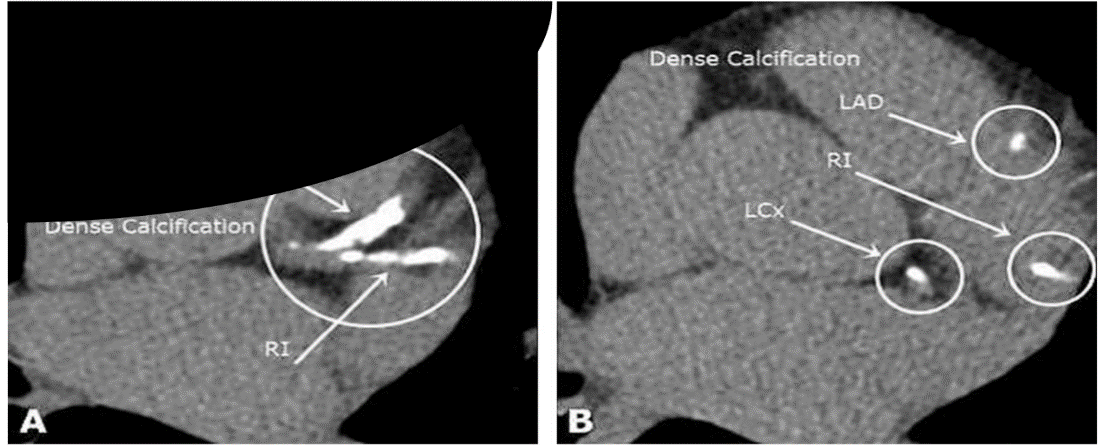 Dense Calcification
RI
A
Dense Calcification
LAD
RI
LCx
B